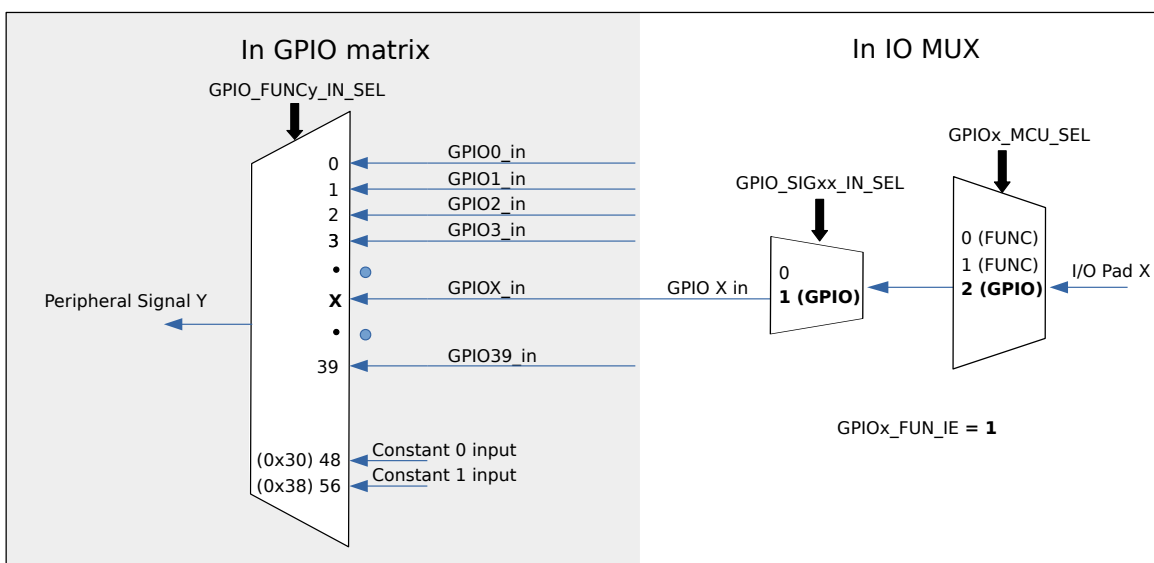 In GPIO matrix
In IO MUX
GPIO_FUNCy_IN_SEL
GPIOx_MCU_SEL
GPIO_SIGxx_IN_SEL
0
GPIO0_in
1
GPIO1_in
2
GPIO2_in
3
GPIO3_in
0 (FUNC)
1 (FUNC)
2 (GPIO)
I/O Pad X
0
1 (GPIO)
GPIO X in
X
GPIOX_in
Peripheral Signal Y
39
GPIO39_in
GPIOx_FUN_IE = 1
(0x30) 48
Constant 0 input
(0x38) 56
Constant 1 input